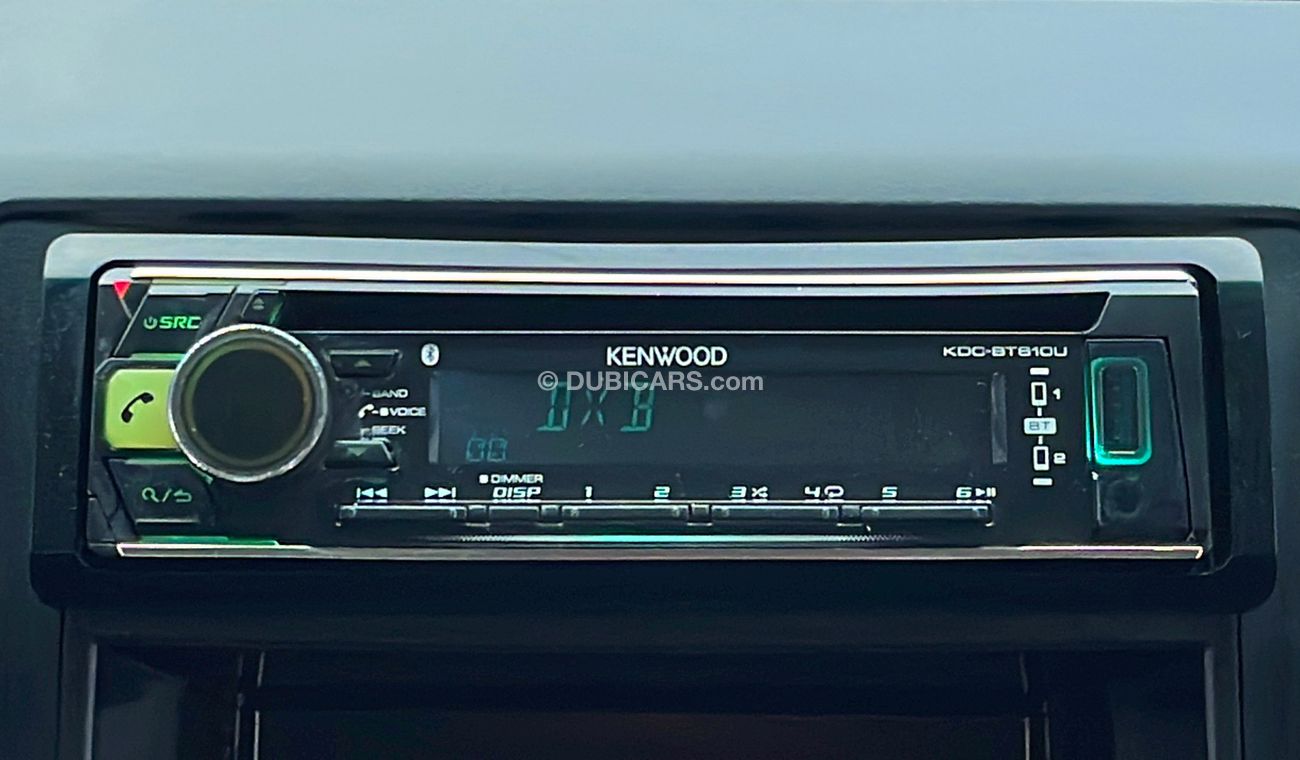 SRC
KENWOOD
KDC-BT610U
© DUBICARS.com
BAND
VOICE
SEEK
DXB
00
1
BT
2
DIMMER
DISP 1 2 3 4 5 6